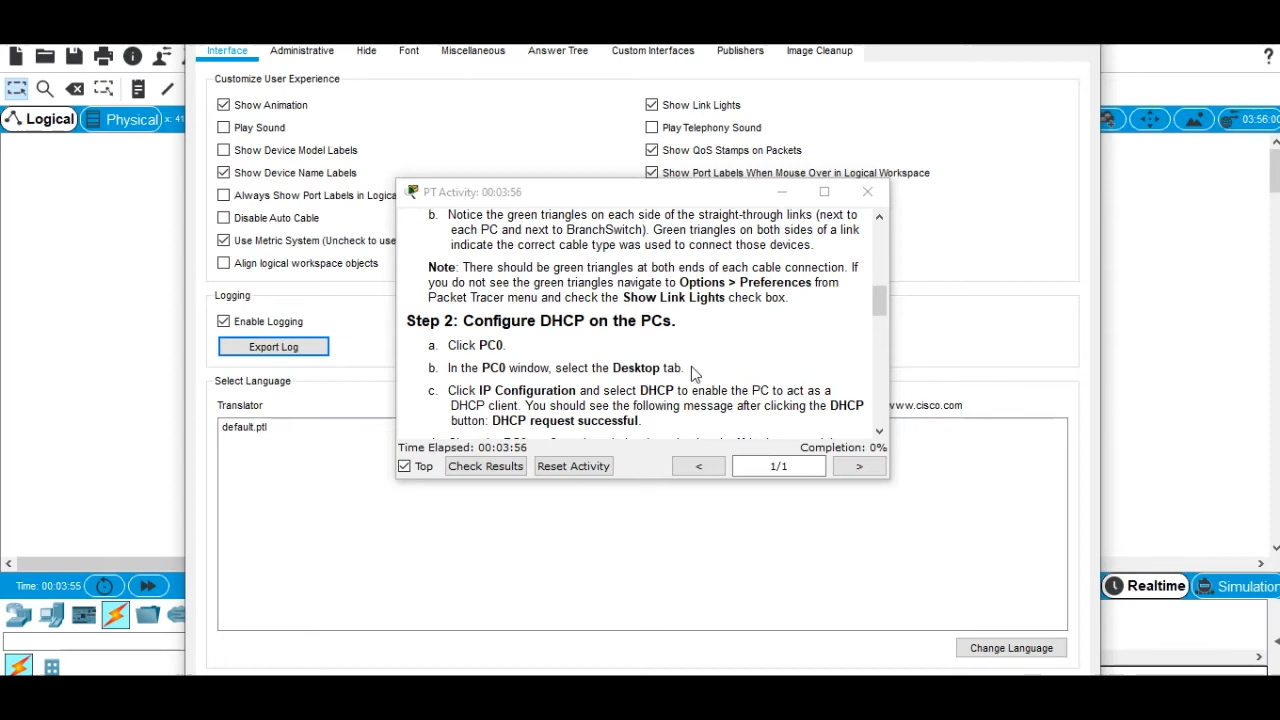 Interface Administrative Hide Font Miscellaneous Answer Tree Custom Interfaces Publishers Image Cleanup
?
Customize User Experience
Show Animation
Show Link Lights
Play Sound
Play Telephony Sound
Show Device Model Labels
Show QoS Stamps on Packets
Show Device Name Labels
Show Port Labels When Mouse Over in Logical Workspace
Always Show Port Labels in Logica
Disable Auto Cable
Use Metric System (Uncheck to use
Align logical workspace objects
Logical
Physical
x: 41
03:56:00
PT Activity: 00:03:56
b. Notice the green triangles on each side of the straight-through links (next to
each PC and next to BranchSwitch). Green triangles on both sides of a link
indicate the correct cable type was used to connect those devices.
Note: There should be green triangles at both ends of each cable connection. If
you do not see the green triangles navigate to Options > Preferences from
Packet Tracer menu and check the Show Link Lights check box.
Step 2: Configure DHCP on the PCs.
a. Click PC0.
b. In the PC0 window, select the Desktop tab.
c. Click IP Configuration and select DHCP to enable the PC to act as a
DHCP client. You should see the following message after clicking the DHCP
button: DHCP request successful.
Time Elapsed: 00:03:56
Completion: 0%
Top
Check Results
Reset Activity
<
1/1
>
Logging
Enable Logging
Export Log
Select Language
Translator
www.cisco.com
default.ptl
Change Language
Time: 00:03:55
Realtime
Simulation